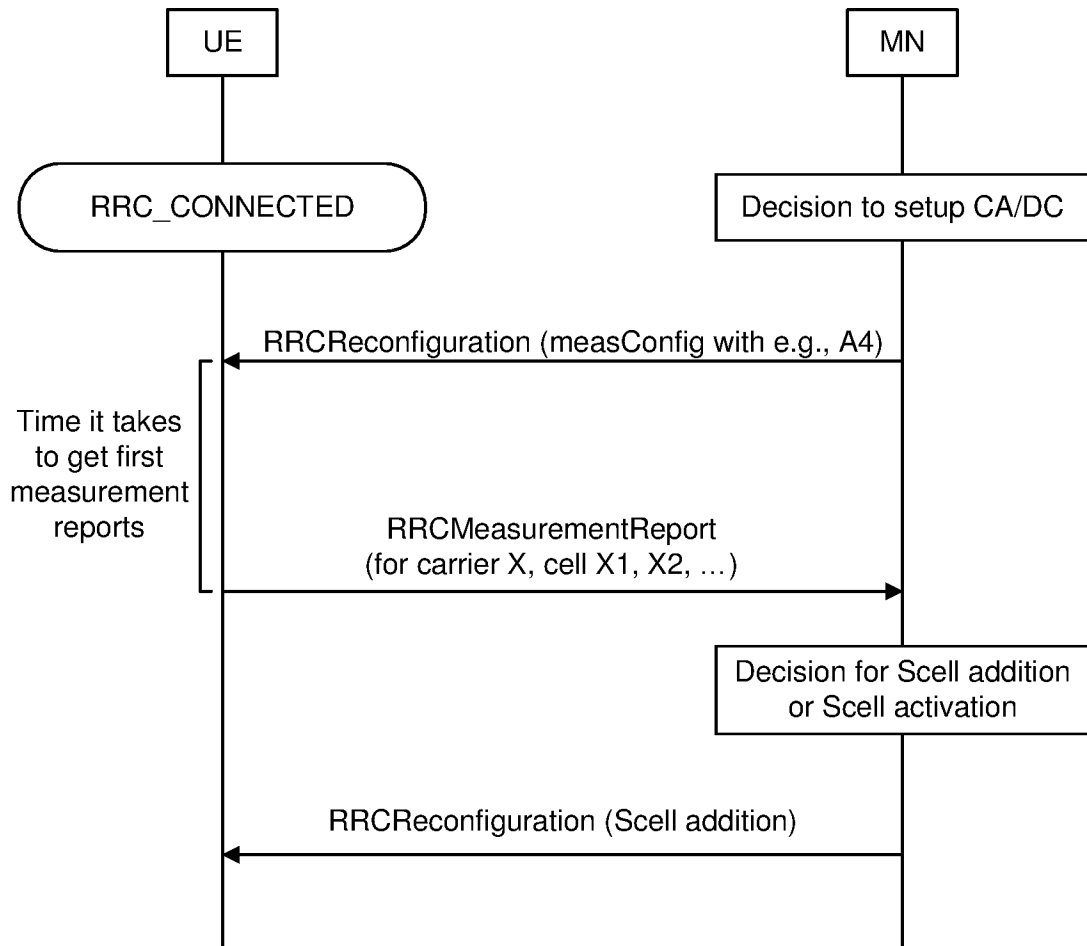 UE
MN
RRC_CONNECTED
Decision to setup CA/DC
RRCReconfiguration (measConfig with e.g., A4)
Time it takes
to get first
measurement
reports
RRCMeasurementReport
(for carrier X, cell X1, X2, …)
Decision for Scell addition
or Scell activation
RRCReconfiguration (Scell addition)